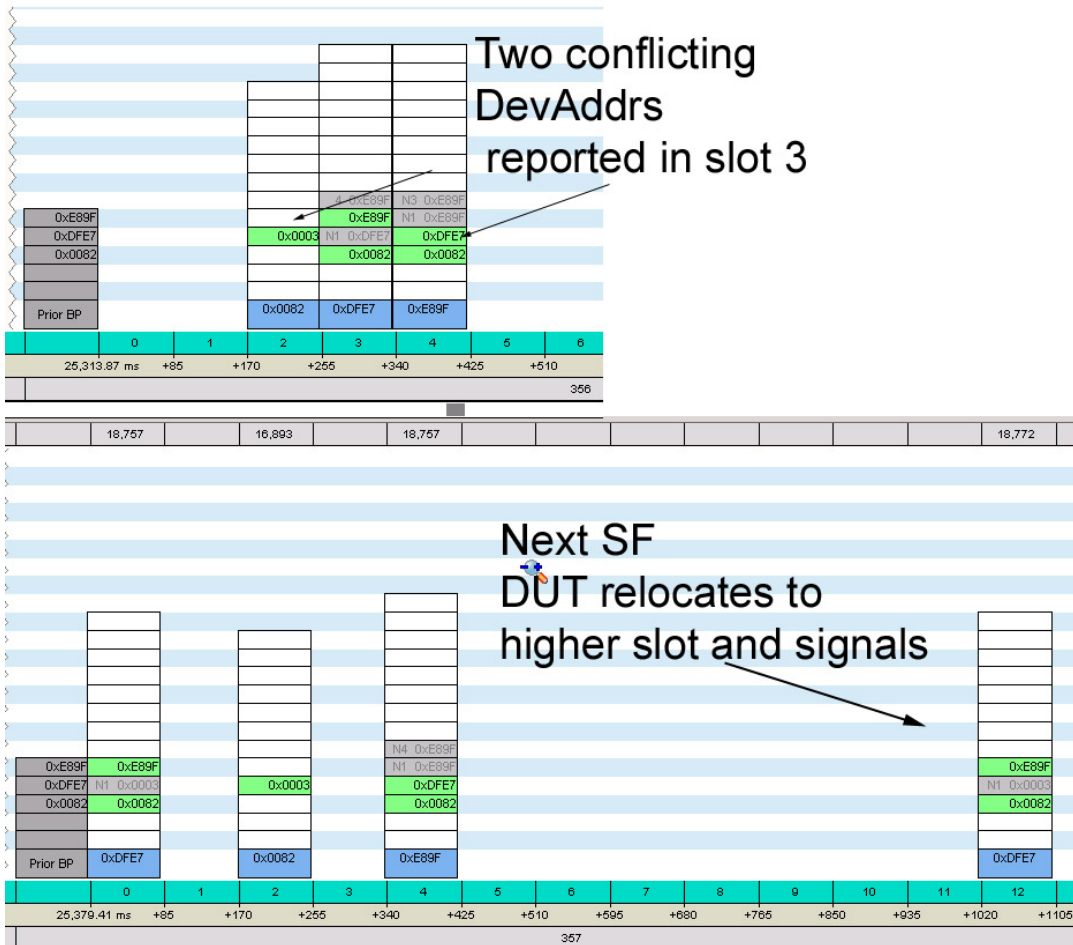 Two conflicting
DevAddrs
reported in slot 3
4 0xE89F N3 0xE89F
0xE89F 0xE89F N1 0xE89F
0xDFE7 0x0003 N1 0xDFE7 0xDFE7
0x0082 0x0082 0x0082
Prior BP 0x0082 0xDFE7 0xE89F
0 1 2 3 4 5 6
25,313.87 ms +85 +170 +255 +340 +425 +510
356
18,757 16,893 18,757 18,772
Next SF
DUT relocates to
higher slot and signals
N4 0xE89F
0xE89F 0xE89F N1 0xE89F 0xE89F
0xDFE7 N1 0x0003 0x0003 0xDFE7 N1 0x0003
0x0082 0x0082 0x0082 0x0082
Prior BP 0xDFE7 0x0082 0xE89F 0xDFE7
0 1 2 3 4 5 6 7 8 9 10 11 12
25,379.41 ms +85 +170 +255 +340 +425 +510 +595 +680 +765 +850 +935 +1020 +1105
357